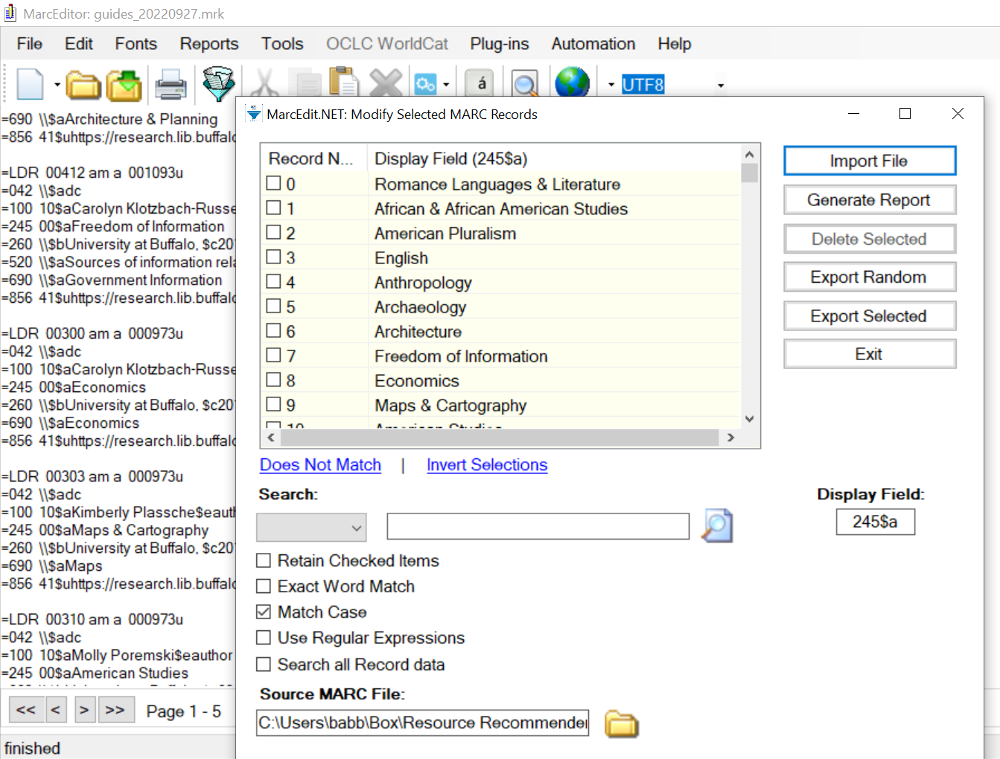 MarcEditor: guides_20220927.mrk
File Edit Fonts Reports Tools OCLC WorldCat Plug-ins Automation Help
á UTF8
=690 \\$aArchitecture & Planning
=856 41$uhttps://research.lib.buffalo
=LDR 00412 am a 001093u
=042 \\$adc
=100 10$aCarolyn Klotzbach-Russe
=245 00$aFreedom of Information
=260 \\$bUniversity at Buffalo, $c20
=520 \\$aSources of information rela
=690 \\$aGovernment Information
=856 41$uhttps://research.lib.buffalo
=LDR 00300 am a 000973u
=042 \\$adc
=100 10$aCarolyn Klotzbach-Russe
=245 00$aEconomics
=260 \\$bUniversity at Buffalo, $c20
=690 \\$aEconomics
=856 41$uhttps://research.lib.buffalo
=LDR 00303 am a 000973u
=042 \\$adc
=100 10$aKimberly Plassche$eauth
=245 00$aMaps & Cartography
=260 \\$bUniversity at Buffalo, $c20
=690 \\$aMaps
=856 41$uhttps://research.lib.buffalo
=LDR 00310 am a 000973u
=042 \\$adc
=100 10$aMolly Poremski$eauthor
=245 00$aAmerican Studies
<< < > >> Page 1 - 5
finished
MarcEdit.NET: Modify Selected MARC Records
Record N... Display Field (245$a)
0 Romance Languages & Literature
1 African & African American Studies
2 American Pluralism
3 English
4 Anthropology
5 Archaeology
6 Architecture
7 Freedom of Information
8 Economics
9 Maps & Cartography
10 American Studies
Import File
Generate Report
Delete Selected
Export Random
Export Selected
Exit
Does Not Match | Invert Selections
Search:
Display Field:
245$a
Retain Checked Items
Exact Word Match
Match Case
Use Regular Expressions
Search all Record data
Source MARC File:
C:\Users\babb\Box\Resource Recommender